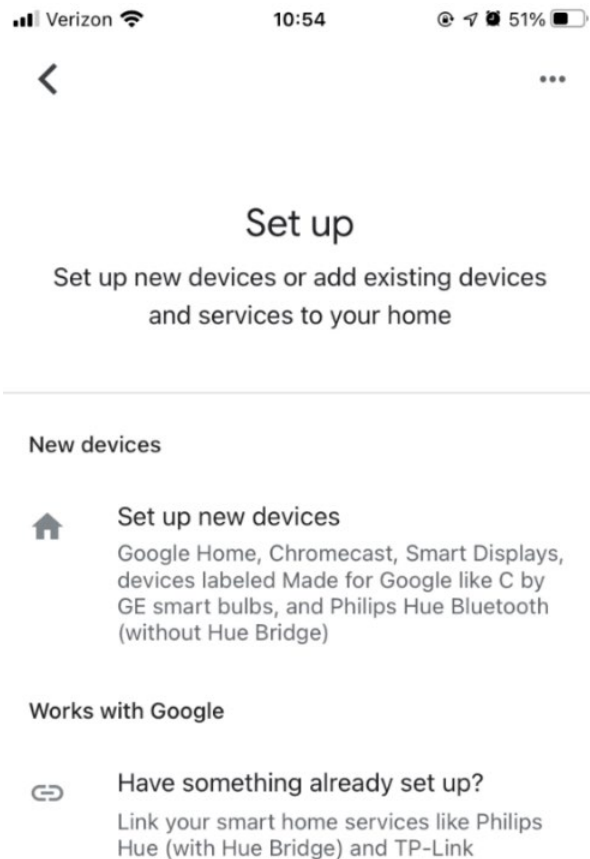 Verizon 10:54 51%
Set up
Set up new devices or add existing devices
and services to your home
New devices
Set up new devices
Google Home, Chromecast, Smart Displays,
devices labeled Made for Google like C by
GE smart bulbs, and Philips Hue Bluetooth
(without Hue Bridge)
Works with Google
Have something already set up?
Link your smart home services like Philips
Hue (with Hue Bridge) and TP-Link